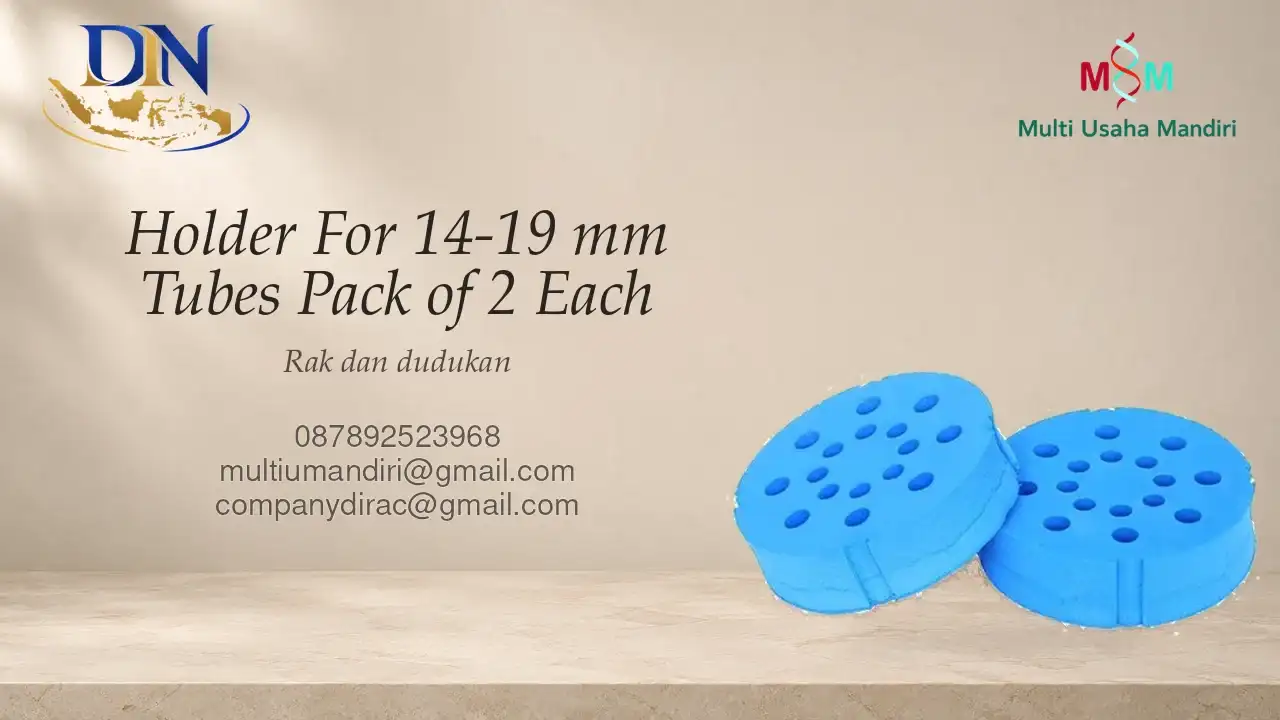 DIN
MSM
Multi Usaha Mandiri
Holder For 14-19 mm
Tubes Pack of 2 Each
Rak dan dudukan
087892523968
multiumandiri@gmail.com
companydirac@gmail.com